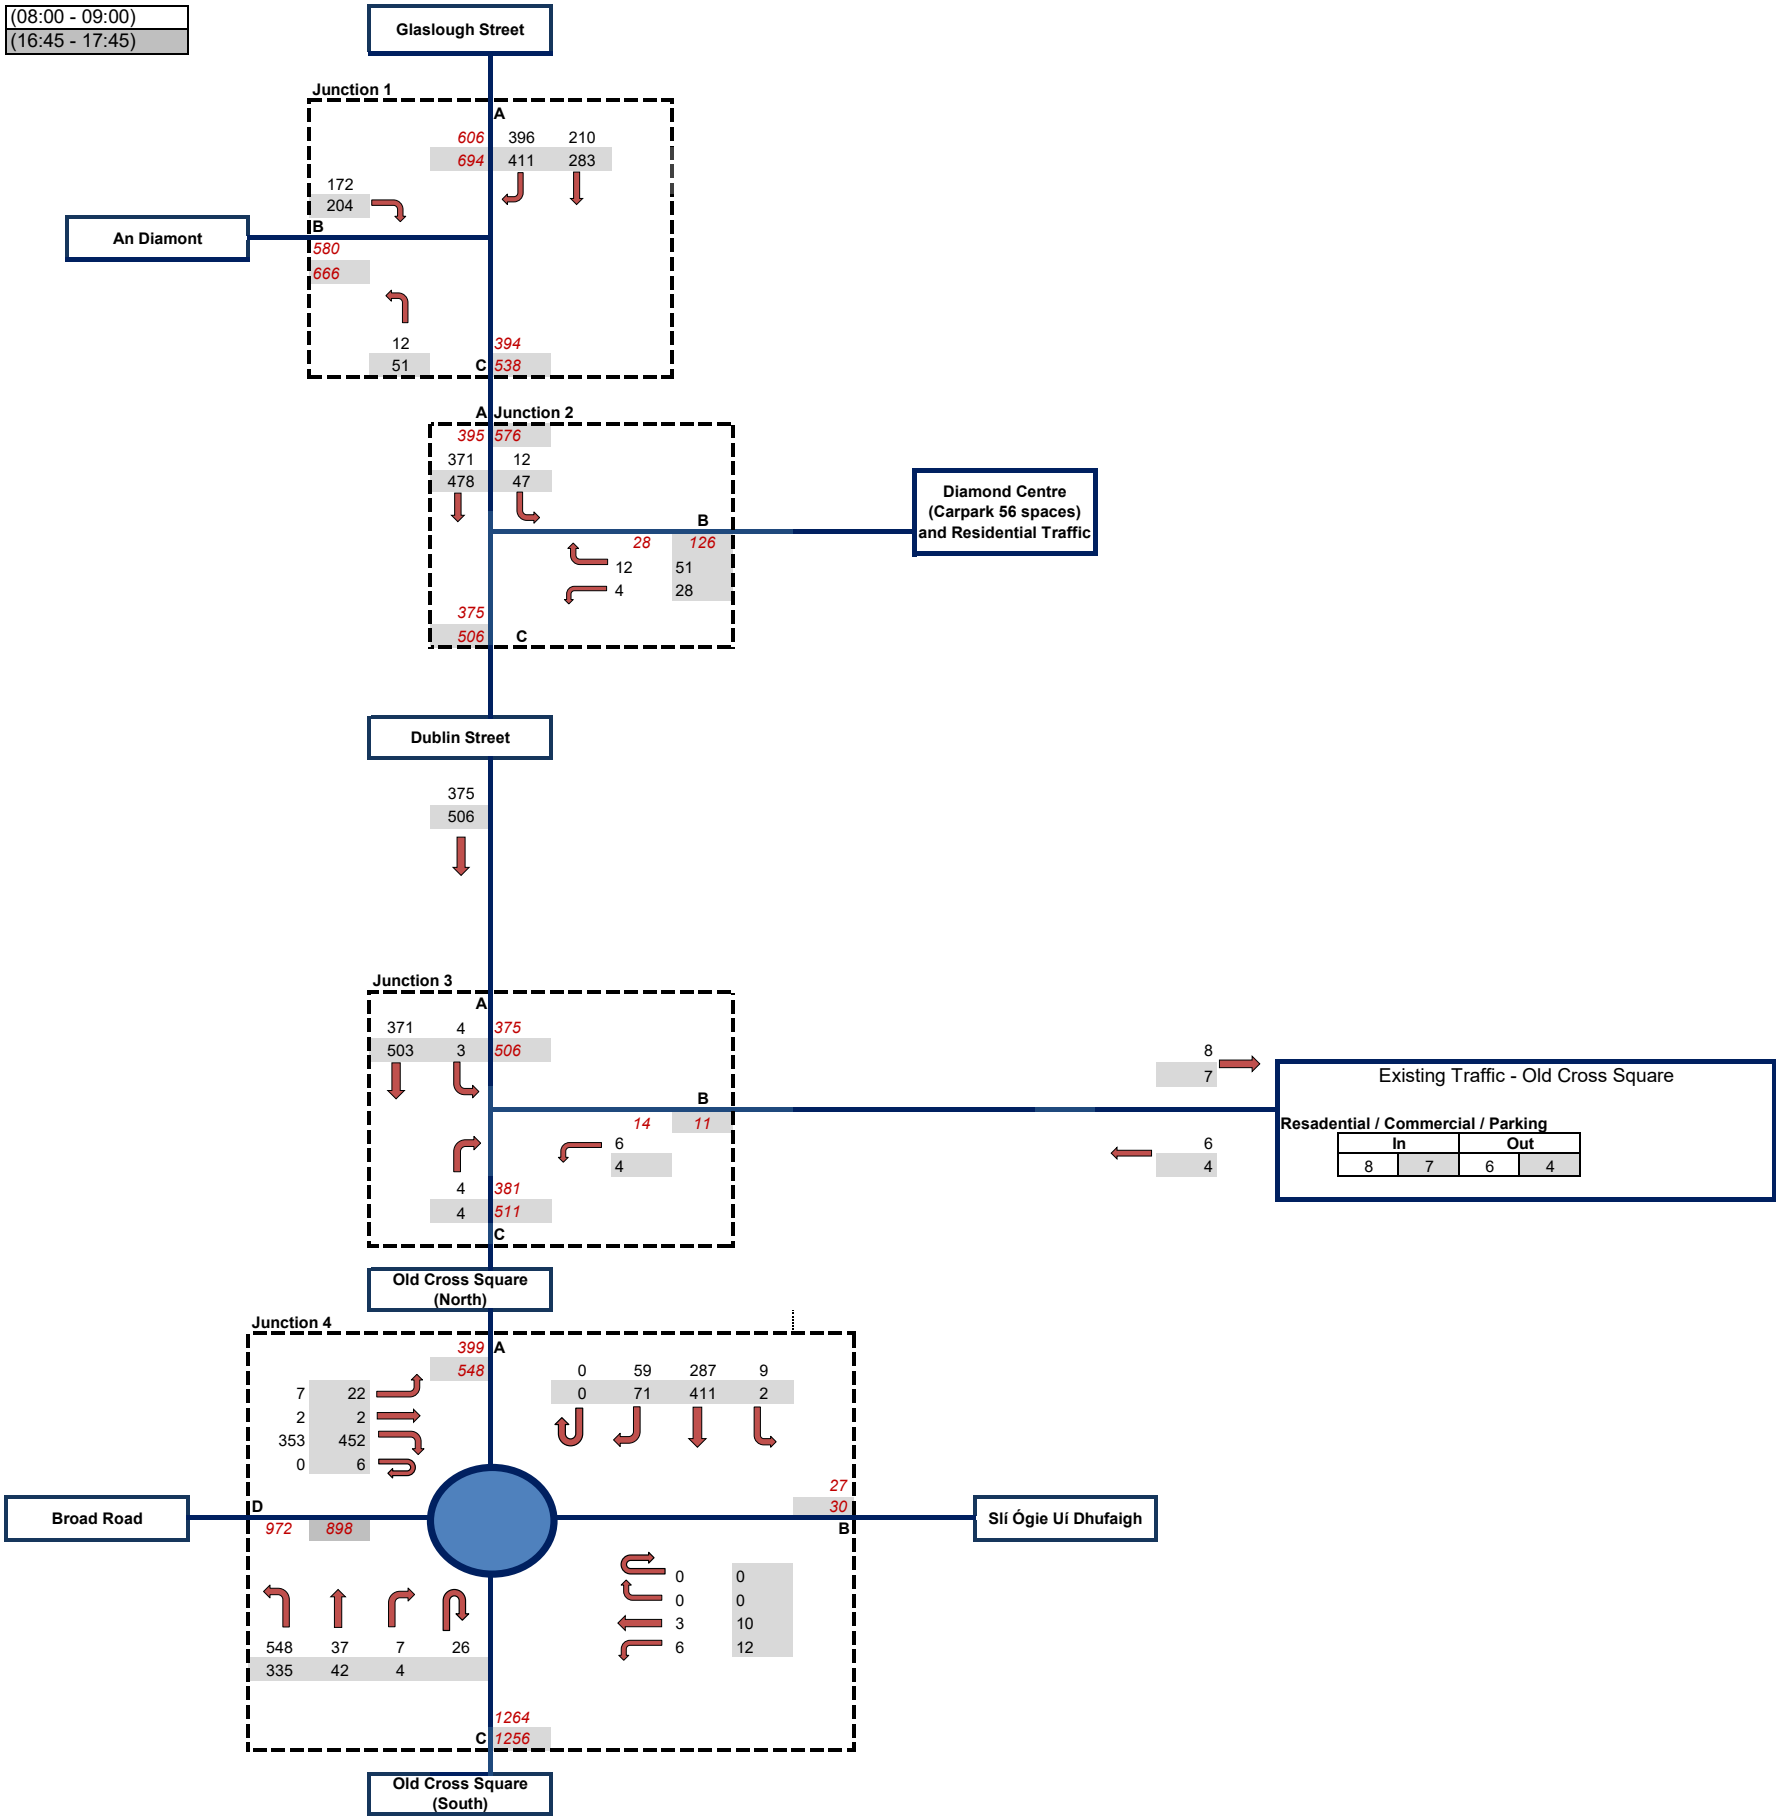 (08:00 - 09:00)
(16:45 - 17:45)
Glaslough Street
Junction 1
A
606 396 210
694 411 283
172
204
An Diamont
B
580
666
12 394
51 C 538
A Junction 2
395 576
371 12
478 47
Diamond Centre
(Carpark 56 spaces)
and Residential Traffic
B
28 126
12 51
4 28
375
506 C
Dublin Street
375
506
Junction 3
A
371 4 375
503 3 506
8
7
Existing Traffic - Old Cross Square
B
14 11
Resadential / Commercial / Parking
In Out
8 7 6 4
6
4
6
4
4 381
4 511
C
Old Cross Square
(North)
Junction 4
399 A
548
0 59 287 9
0 71 411 2
7 22
2 2
353 452
0 6
27
30
B
D
Broad Road
972 898
Slí Ógie Uí Dhufaigh
0 0
0 0
3 10
6 12
548 37 7 26
335 42 4
1264
C 1256
Old Cross Square
(South)